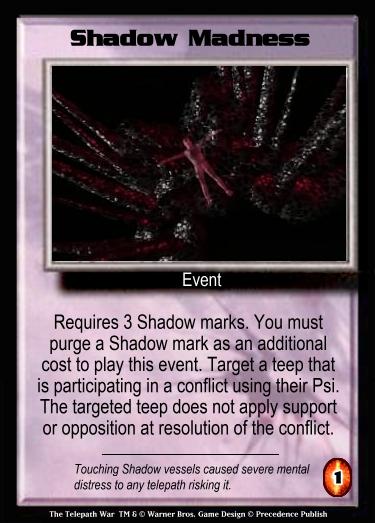 Shadow Madness
Event
Requires 3 Shadow marks. You must
purge a Shadow mark as an additional
cost to play this event. Target a teep that
is participating in a conflict using their Psi.
The targeted teep does not apply support
or opposition at resolution of the conflict.
Touching Shadow vessels caused severe mental
distress to any telepath risking it.
1
The Telepath War TM & © Warner Bros. Game Design © Precedence Publish